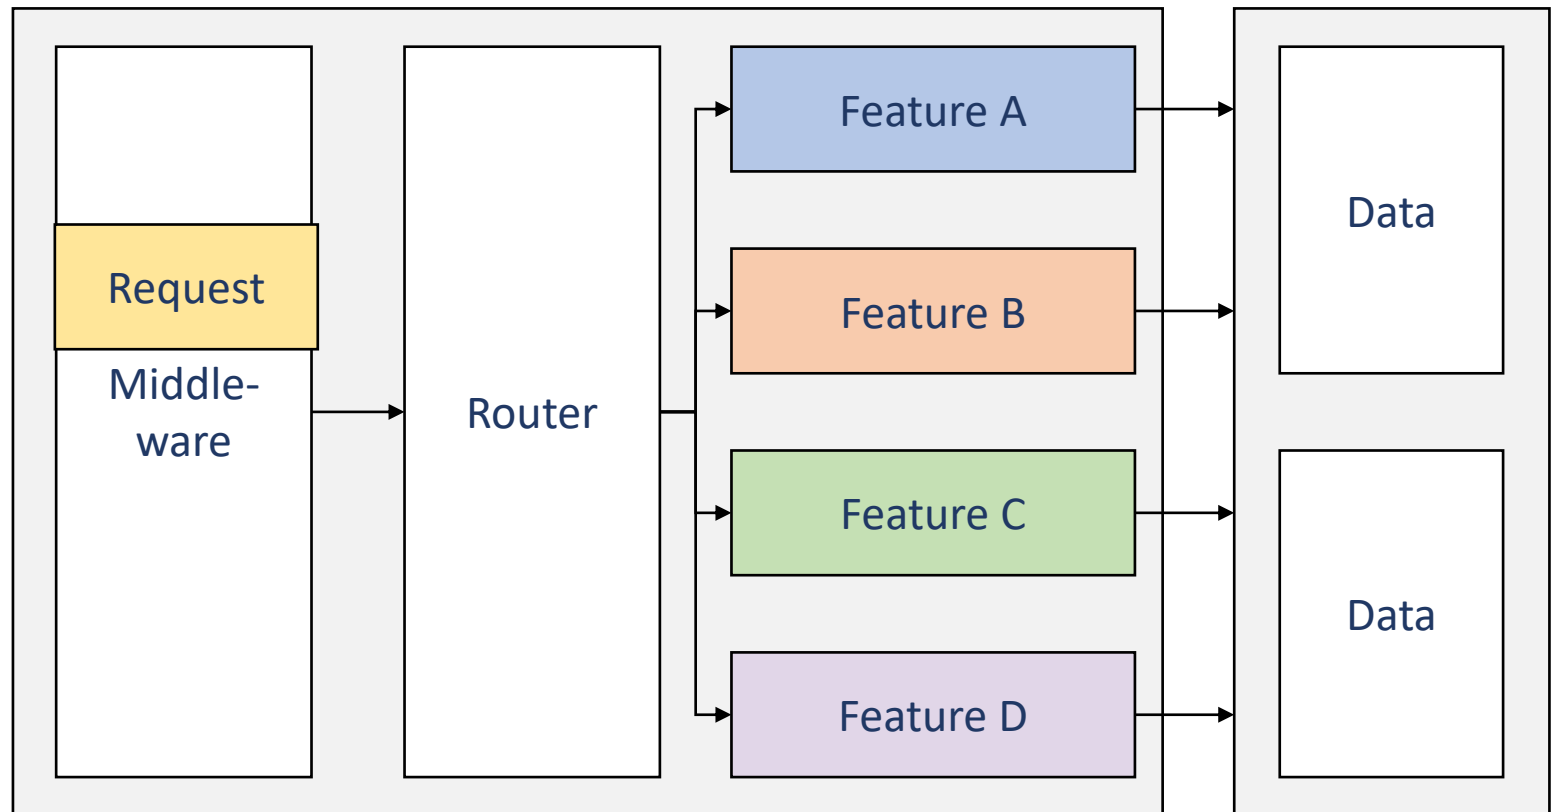 Request
Middle-
ware
Router
Feature A
Feature B
Feature C
Feature D
Data
Data